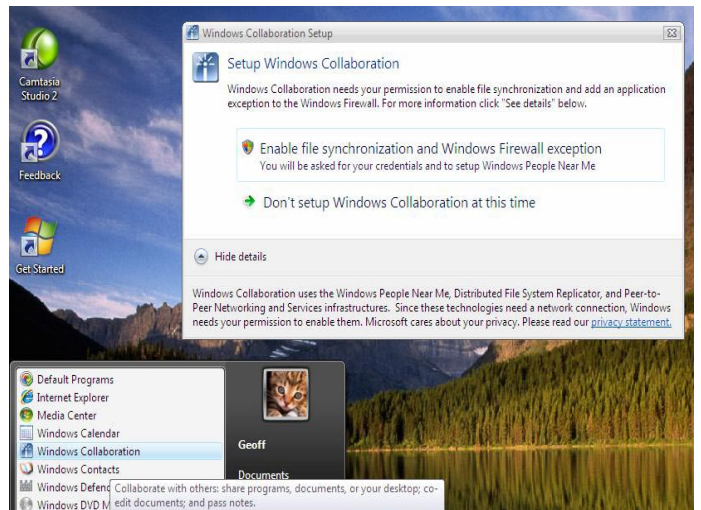 Camtasia
Studio 2
Feedback
Get Started
Windows Collaboration Setup
Setup Windows Collaboration
Windows Collaboration needs your permission to enable file synchronization and add an application
exception to the Windows Firewall. For more information click "See details" below.
Enable file synchronization and Windows Firewall exception
You will be asked for your credentials and to setup Windows People Near Me
Don't setup Windows Collaboration at this time
Hide details
Windows Collaboration uses the Windows People Near Me, Distributed File System Replicator, and Peer-to-
Peer Networking and Services infrastructures. Since these technologies need a network connection, Windows
needs your permission to enable them. Microsoft cares about your privacy. Please read our privacy statement.
Default Programs
Internet Explorer
Media Center
Windows Calendar
Windows Collaboration
Windows Contacts
Windows Defend
Windows DVD M
Geoff
Documents
Collaborate with others: share programs, documents, or your desktop; co-
edit documents; and pass notes.